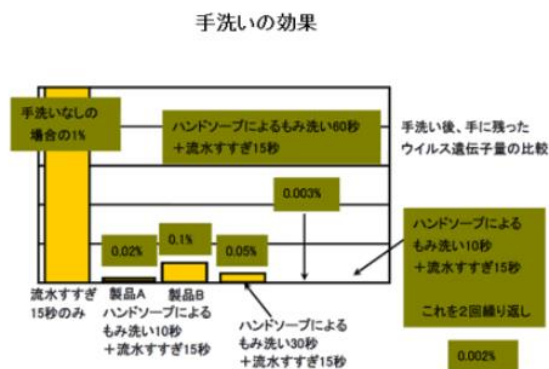 手洗いの効果
手洗いなしの
場合の1%
ハンドソープによるもみ洗い60秒
+流水すすぎ15秒
手洗い後、手に残った
ウイルス遺伝子量の比較
0.003%
0.02%
0.1%
0.05%
ハンドソープによる
もみ洗い10秒
+流水すすぎ15秒
これを2回繰り返し
0.002%
流水すすぎ
15秒のみ
製品A
製品B
ハンドソープによる
もみ洗い10秒
+流水すすぎ15秒
ハンドソープによる
もみ洗い30秒
+流水すすぎ15秒